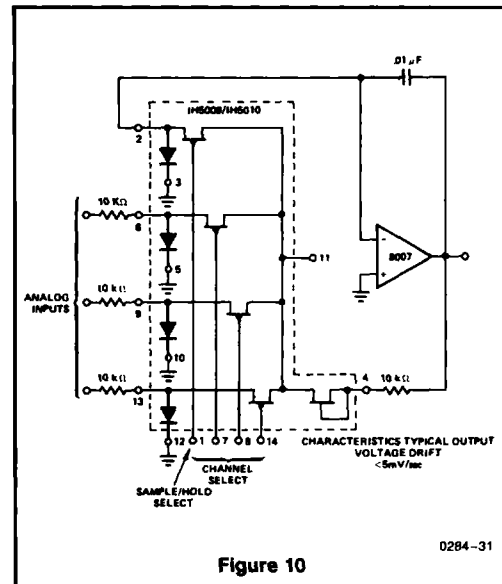 .01 µF
IH5009/IH5010
2
3
10 KΩ
6
5
11
8007
-
+
ANALOG
INPUTS
10 kΩ
9
10
10 kΩ
13
4
10 kΩ
12
1
7
8
14
CHARACTERISTICS TYPICAL OUTPUT
VOLTAGE DRIFT
<5mV/sec
CHANNEL
SELECT
SAMPLE/HOLD
SELECT
0284-31
Figure 10